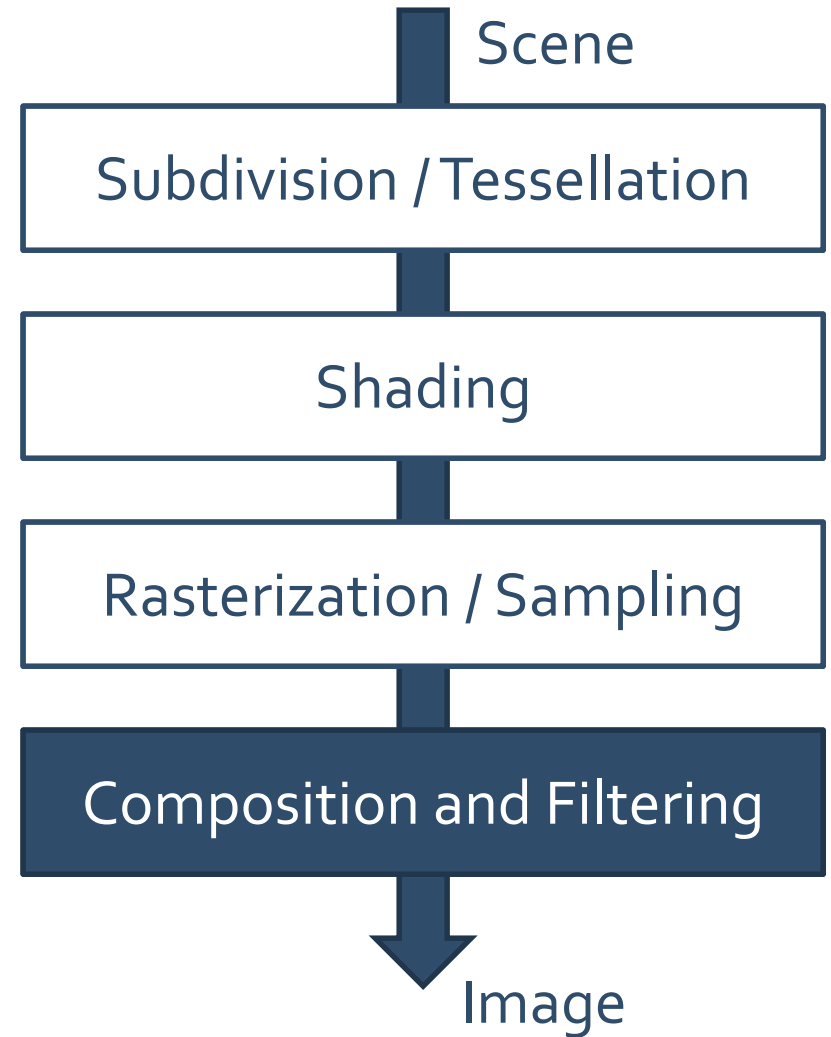 Scene
Subdivision / Tessellation
Shading
Rasterization / Sampling
Composition and Filtering
Image